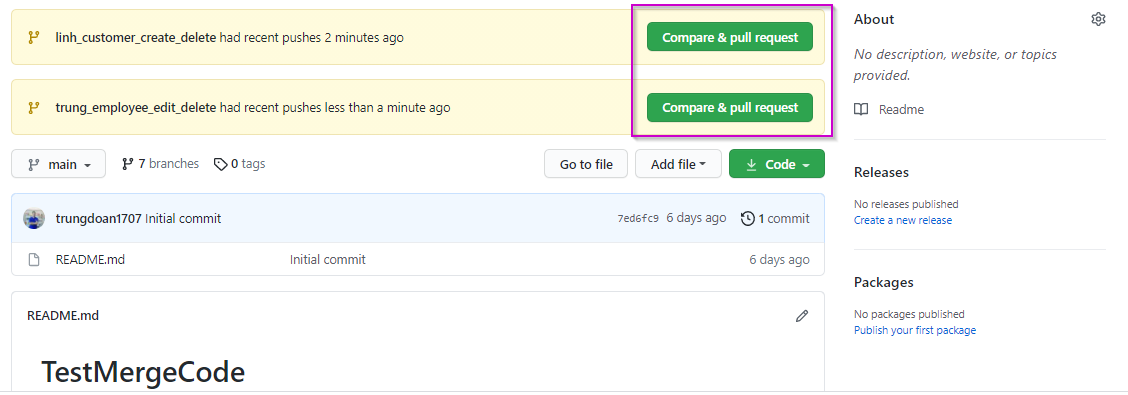 linh_customer_create_delete had recent pushes 2 minutes ago
Compare & pull request
trung_employee_edit_delete had recent pushes less than a minute ago
Compare & pull request
main
7 branches
0 tags
Go to file
Add file
Code
trungdoan1707 Initial commit
7ed6fc9 6 days ago
1 commit
README.md
Initial commit
6 days ago
README.md
TestMergeCode
About
No description, website, or topics
provided.
Readme
Releases
No releases published
Create a new release
Packages
No packages published
Publish your first package